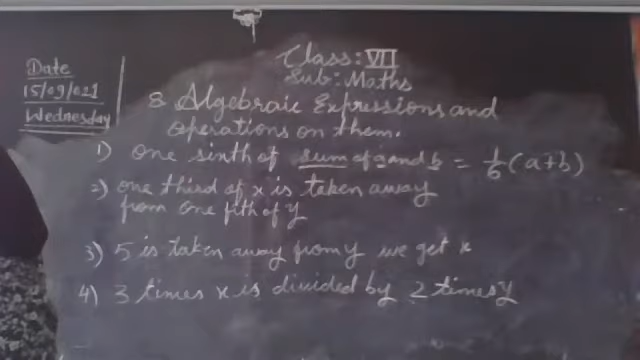 Class: VII
Sub: Maths
Date
15/09/021
Wednesday
8 Algebraic Expressions and
operations on them.
1) one sinth of sum of a and b = 1/6 (a+b)
2) one third of x is taken away
from one fith of y
3) 5 is taken away from y we get x
4) 3 times x is divided by 2 times y